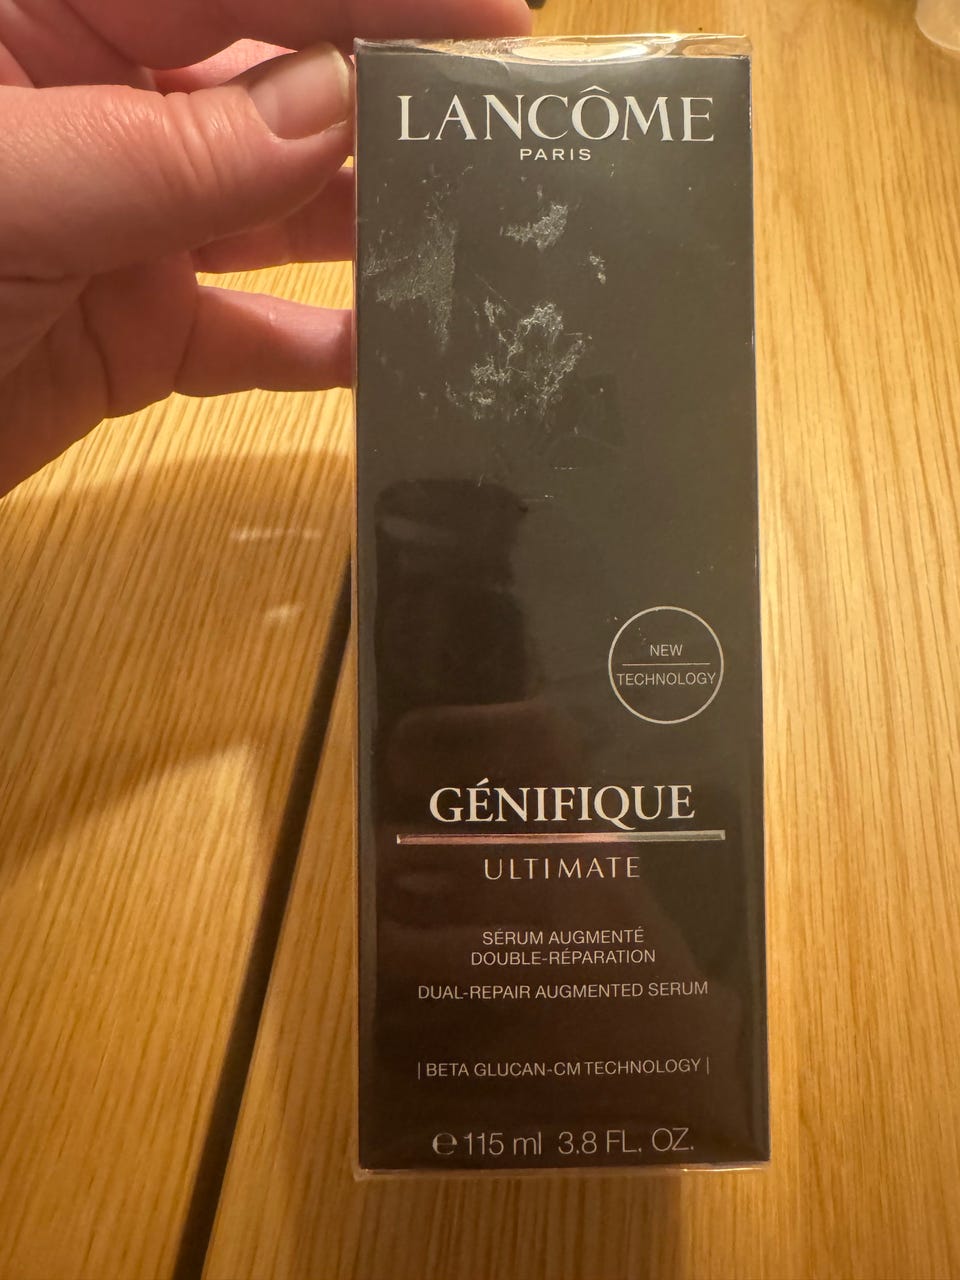 LANCÔME
PARIS
NEW
TECHNOLOGY
GÉNIFIQUE
ULTIMATE
SÉRUM AUGMENTÉ
DOUBLE-RÉPARATION
DUAL-REPAIR AUGMENTED SERUM
| BETA GLUCAN-CM TECHNOLOGY |
℮ 115 ml 3.8 FL. OZ.